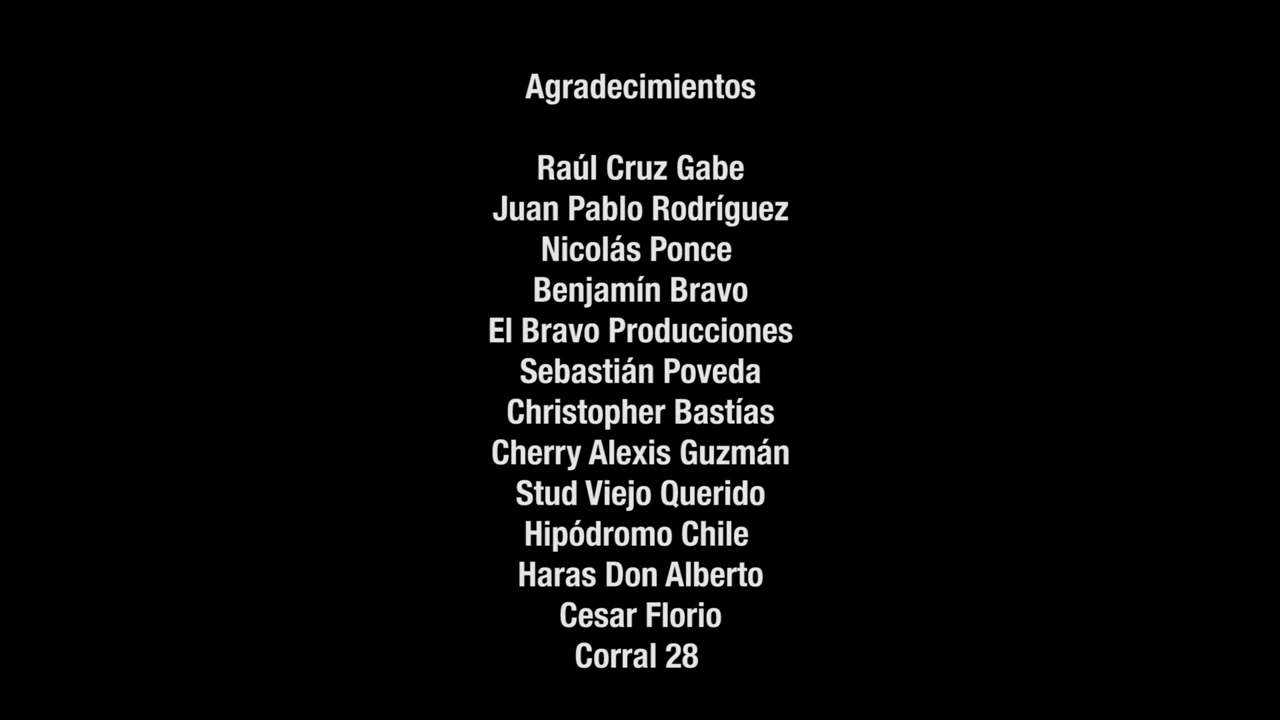 Agradecimientos
Raúl Cruz Gabe
Juan Pablo Rodríguez
Nicolás Ponce
Benjamín Bravo
El Bravo Producciones
Sebastián Poveda
Christopher Bastías
Cherry Alexis Guzmán
Stud Viejo Querido
Hipódromo Chile
Haras Don Alberto
Cesar Florio
Corral 28